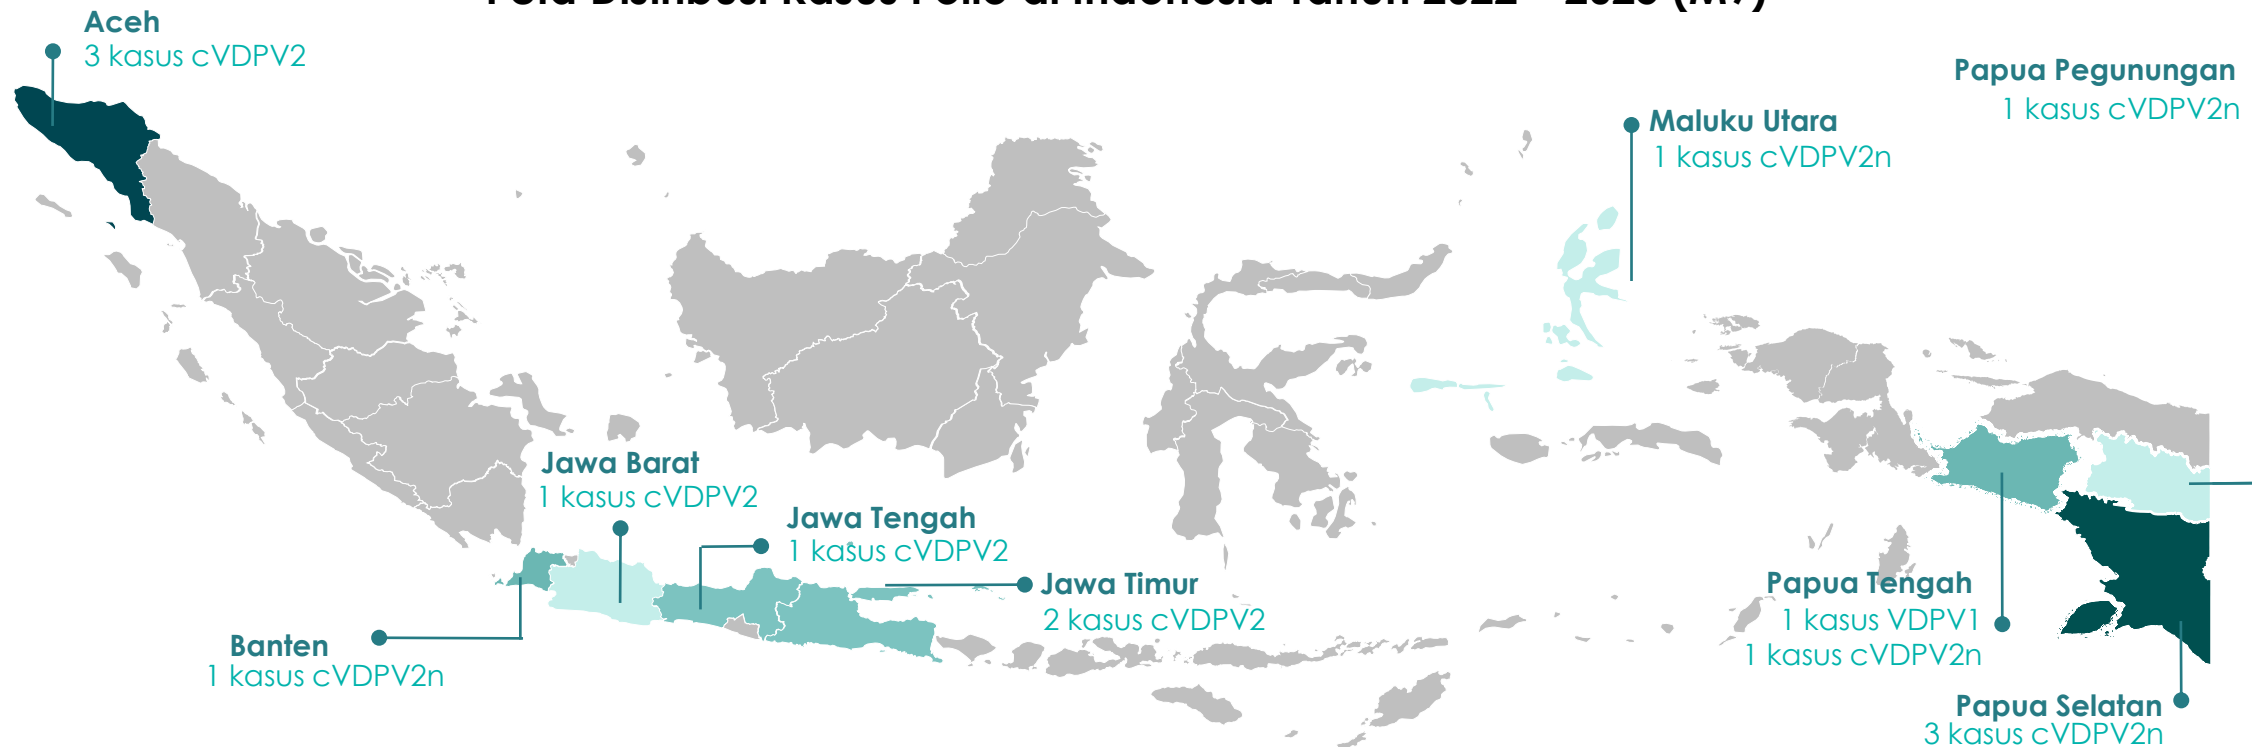 Aceh
3 kasus cVDPV2
Papua Pegunungan
1 kasus cVDPV2n
Maluku Utara
1 kasus cVDPV2n
Jawa Barat
1 kasus cVDPV2
Jawa Tengah
1 kasus cVDPV2
Jawa Timur
2 kasus cVDPV2
Banten
1 kasus cVDPV2n
Papua Tengah
1 kasus VDPV1
1 kasus cVDPV2n
Papua Selatan
3 kasus cVDPV2n